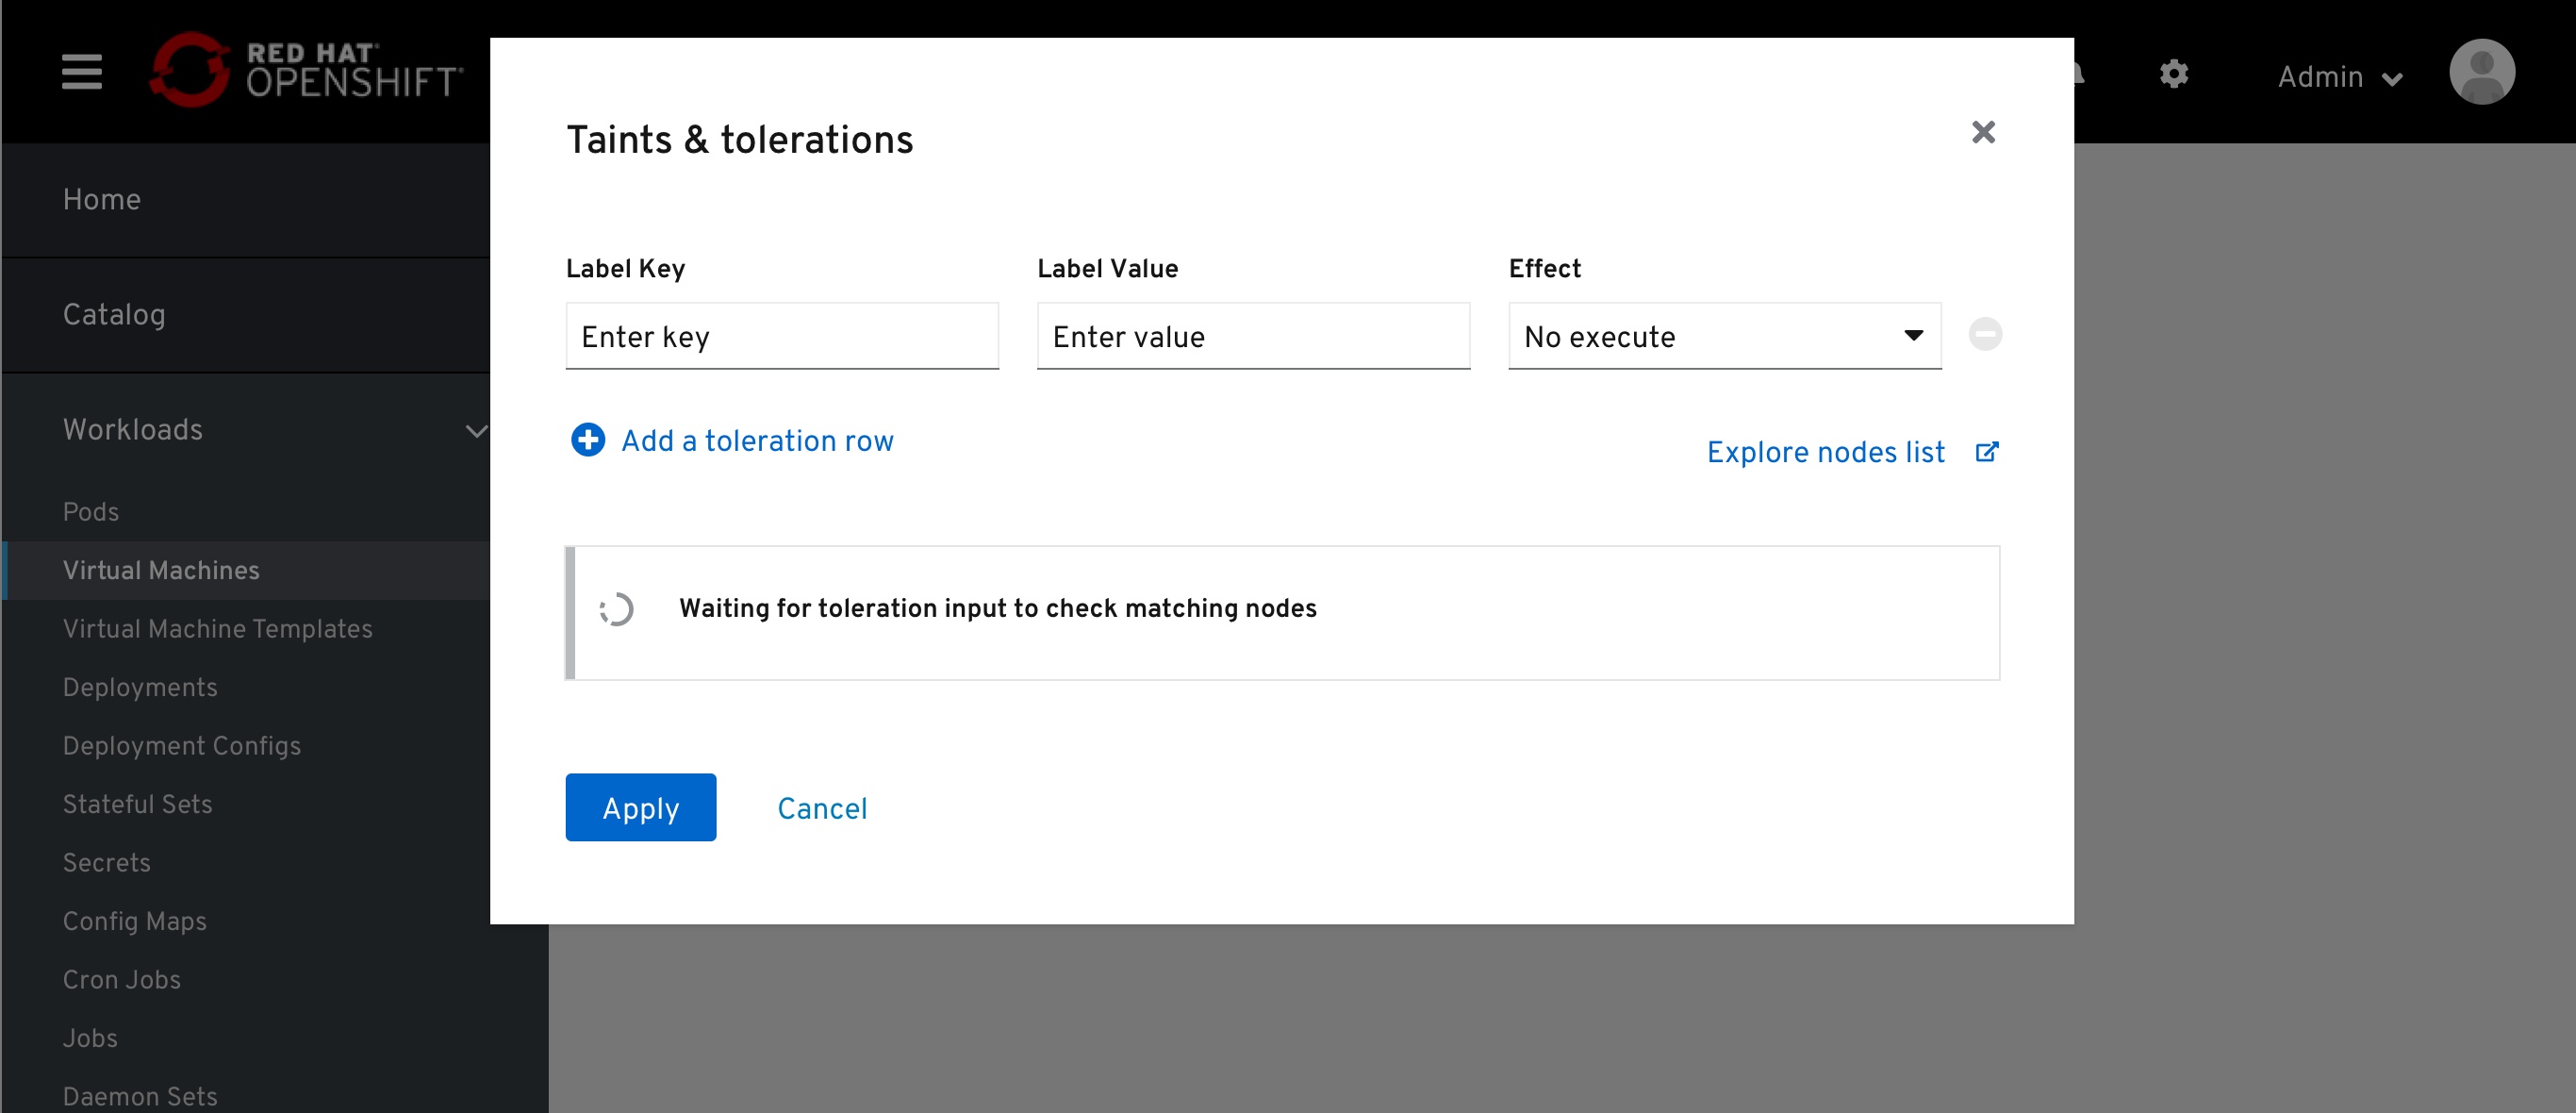 RED HAT
OPENSHIFT
Admin
Home
Catalog
Workloads
Pods
Virtual Machines
Virtual Machine Templates
Deployments
Deployment Configs
Stateful Sets
Secrets
Config Maps
Cron Jobs
Jobs
Daemon Sets
Taints & tolerations
Label Key Label Value Effect
Enter key Enter value No execute
Add a toleration row
Explore nodes list
Waiting for toleration input to check matching nodes
Apply Cancel